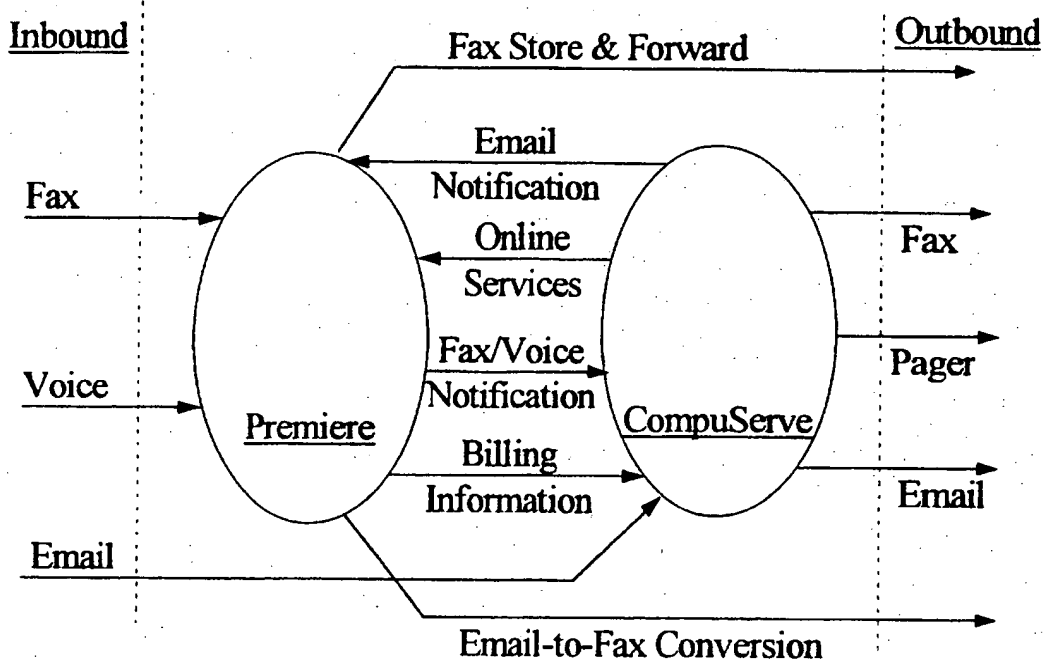 Inbound
Outbound
Fax Store & Forward
Email
Notification
Fax
Fax
Online
Services
Fax/Voice
Notification
Pager
Voice
Premiere
CompuServe
Billing
Information
Email
Email
Email-to-Fax Conversion